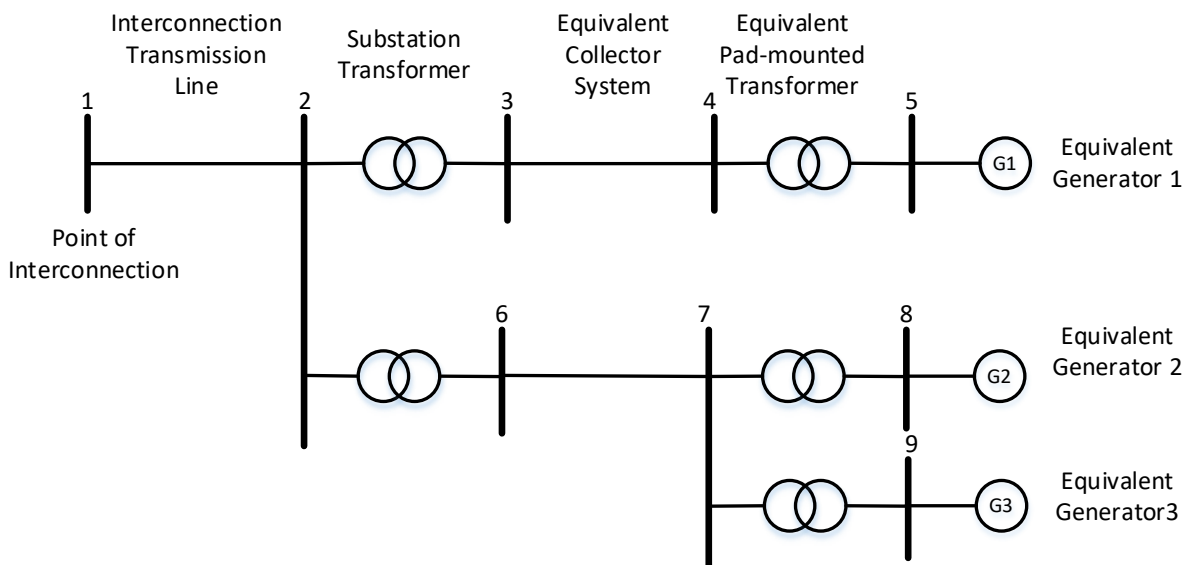 Interconnection
Transmission
Line
Substation
Transformer
Equivalent
Collector
System
Equivalent
Pad-mounted
Transformer
1
2
3
4
5
G1
Equivalent
Generator 1
Point of
Interconnection
6
7
8
G2
Equivalent
Generator 2
9
G3
Equivalent
Generator3